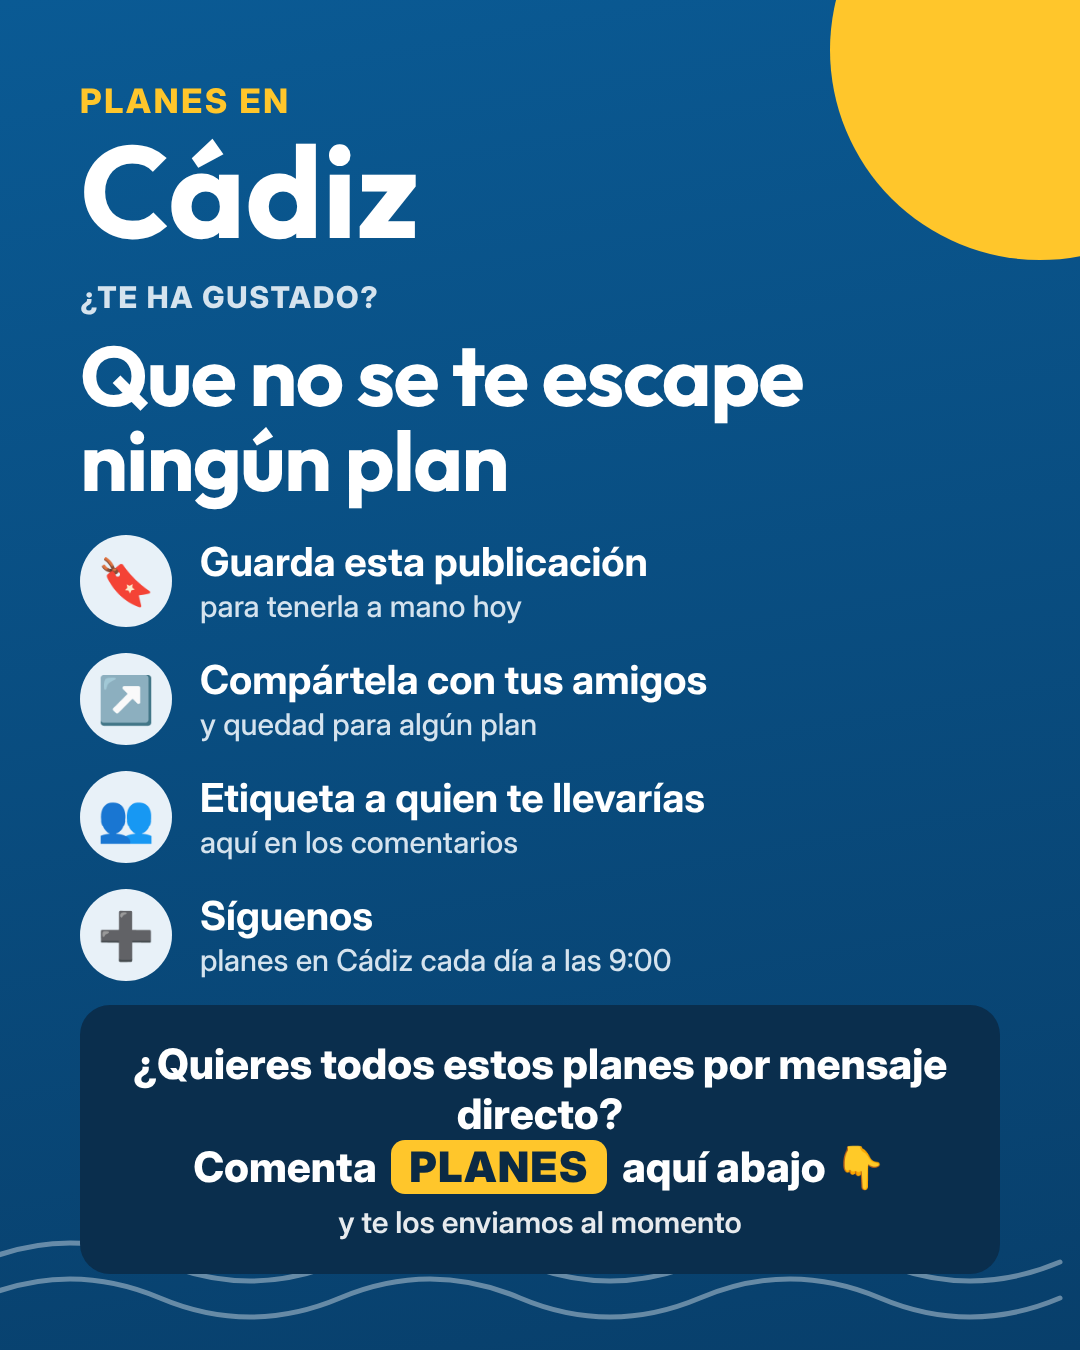 PLANES EN
Cádiz
¿TE HA GUSTADO?
Que no se te escape
ningún plan
Guarda esta publicación
para tenerla a mano hoy
Compártela con tus amigos
y quedad para algún plan
Etiqueta a quien te llevarías
aquí en los comentarios
Síguenos
planes en Cádiz cada día a las 9:00
¿Quieres todos estos planes por mensaje
directo?
Comenta PLANES aquí abajo 👇
y te los enviamos al momento